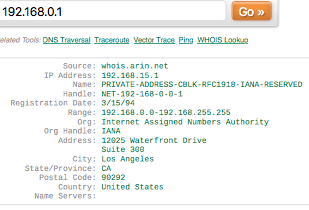 192.168.0.1 Go »
elated Tools: DNS Traversal Traceroute Vector Trace Ping WHOIS Lookup
Source: whois.arin.net
IP Address: 192.168.15.1
Name: PRIVATE-ADDRESS-CBLK-RFC1918-IANA-RESERVED
Handle: NET-192-168-0-0-1
Registration Date: 3/15/94
Range: 192.168.0.0-192.168.255.255
Org: Internet Assigned Numbers Authority
Org Handle: IANA
Address: 12025 Waterfront Drive
Suite 300
City: Los Angeles
State/Province: CA
Postal Code: 90292
Country: United States
Name Servers: